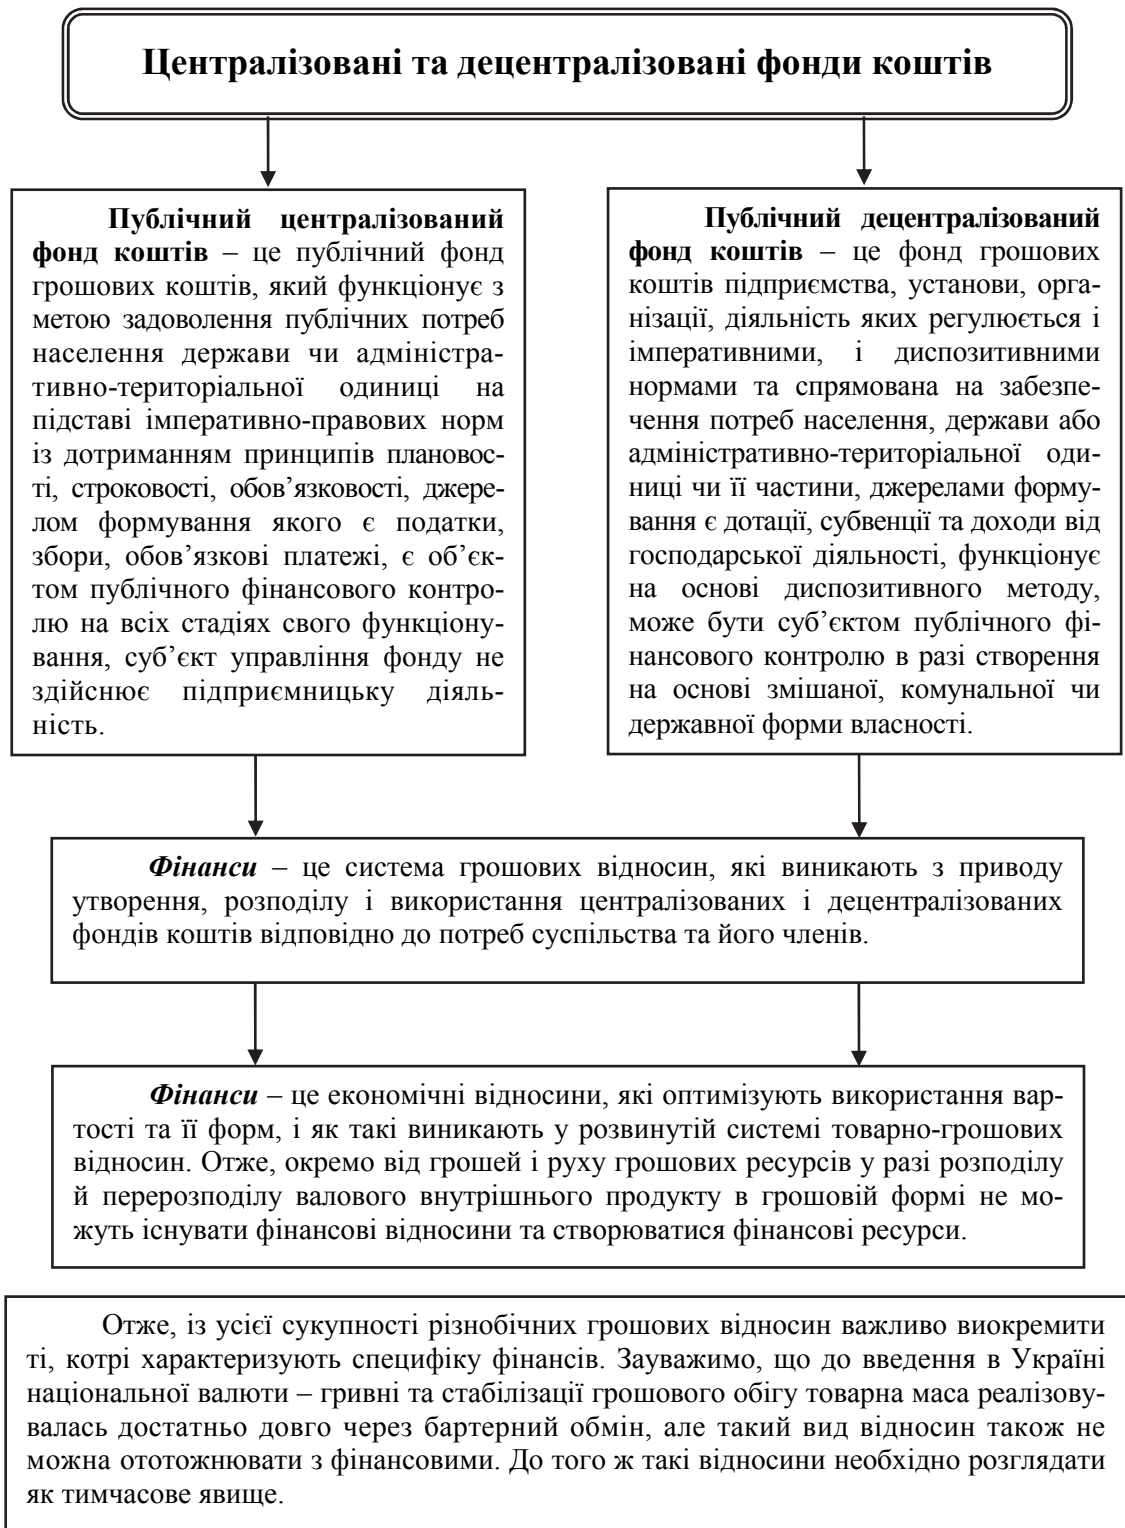 Централізовані та децентралізовані фонди коштів
Публічний централізований
фонд коштів – це публічний фонд
грошових коштів, який функціонує з
метою задоволення публічних потреб
населення держави чи адміністра-
тивно-територіальної одиниці на
підставі імперативно-правових норм
із дотриманням принципів плановос-
ті, строковості, обов’язковості, джере-
лом формування якого є податки,
збори, обов’язкові платежі, є об’єк-
том публічного фінансового контро-
лю на всіх стадіях свого функціону-
вання, суб’єкт управління фонду не
здійснює підприємницьку діяль-
ність.
Публічний децентралізований
фонд коштів – це фонд грошових
коштів підприємства, установи, орга-
нізації, діяльність яких регулюється і
імперативними, і диспозитивними
нормами та спрямована на забезпе-
чення потреб населення, держави або
адміністративно-територіальної оди-
ниці чи її частини, джерелами форму-
вання є дотації, субвенції та доходи від
господарської діяльності, функціонує
на основі диспозитивного методу,
може бути суб’єктом публічного фі-
нансового контролю в разі створення
на основі змішаної, комунальної чи
державної форми власності.
Фінанси – це система грошових відносин, які виникають з приводу
утворення, розподілу і використання централізованих і децентралізованих
фондів коштів відповідно до потреб суспільства та його членів.
Фінанси – це економічні відносини, які оптимізують використання вар-
тості та її форм, і як такі виникають у розвинутій системі товарно-грошових
відносин. Отже, окремо від грошей і руху грошових ресурсів у разі розподілу
й перерозподілу валового внутрішнього продукту в грошовій формі не мо-
жуть існувати фінансові відносини та створюватися фінансові ресурси.
Отже, із усієї сукупності різнобічних грошових відносин важливо виокремити
ті, котрі характеризують специфіку фінансів. Зауважимо, що до введення в Україні
національної валюти – гривні та стабілізації грошового обігу товарна маса реалізову-
валась достатньо довго через бартерний обмін, але такий вид відносин також не
можна ототожнювати з фінансовими. До того ж такі відносини необхідно розглядати
як тимчасове явище.